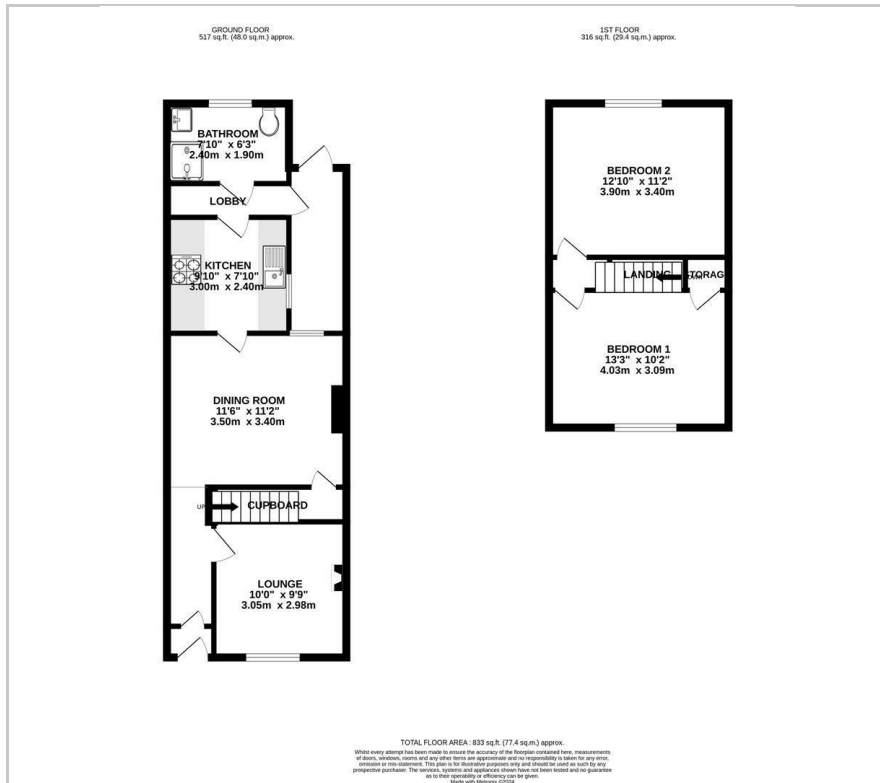 GROUND FLOOR
517 sq.ft. (48.0 sq.m.) approx.
BATHROOM
7'10" x 6'3"
2.40m x 1.90m
LOBBY
KITCHEN
9'10" x 7'10"
3.00m x 2.40m
DINING ROOM
11'6" x 11'2"
3.50m x 3.40m
UP
CUPBOARD
LOUNGE
10'0" x 9'9"
3.05m x 2.98m
1ST FLOOR
316 sq.ft. (29.4 sq.m.) approx.
BEDROOM 2
12'10" x 11'2"
3.90m x 3.40m
LANDING
STORAG
BEDROOM 1
13'3" x 10'2"
4.03m x 3.09m
TOTAL FLOOR AREA : 833 sq.ft. (77.4 sq.m.) approx.
Whilst every attempt has been made to ensure the accuracy of the floorplan contained here, measurements
of doors, windows, rooms and any other items are approximate and no responsibility is taken for any error,
omission or mis-statement. This plan is for illustrative purposes only and should be used as such by any
prospective purchaser. The services, systems and appliances shown have not been tested and no guarantee
as to their operability or efficiency can be given.
Made with Metropix ©2024